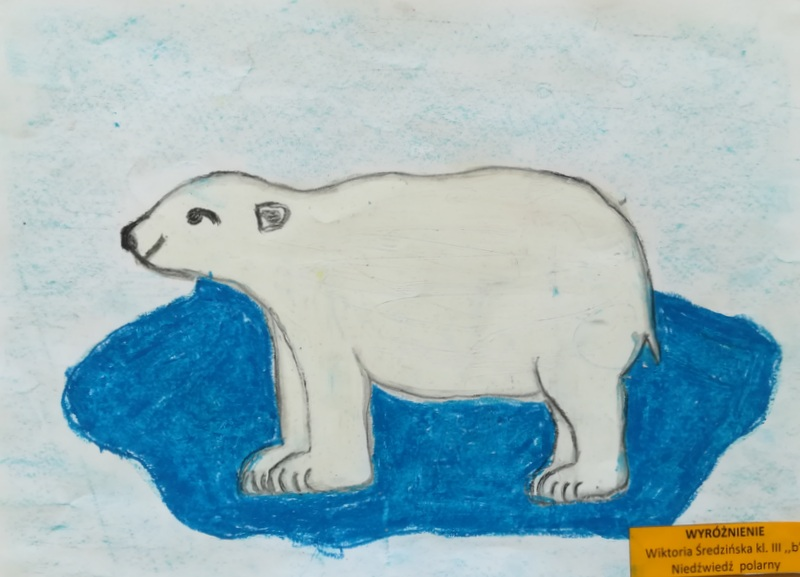 WYRÓŻNIENIE
Wiktoria Średzińska kl. III ,,b"
Niedźwiedź polarny